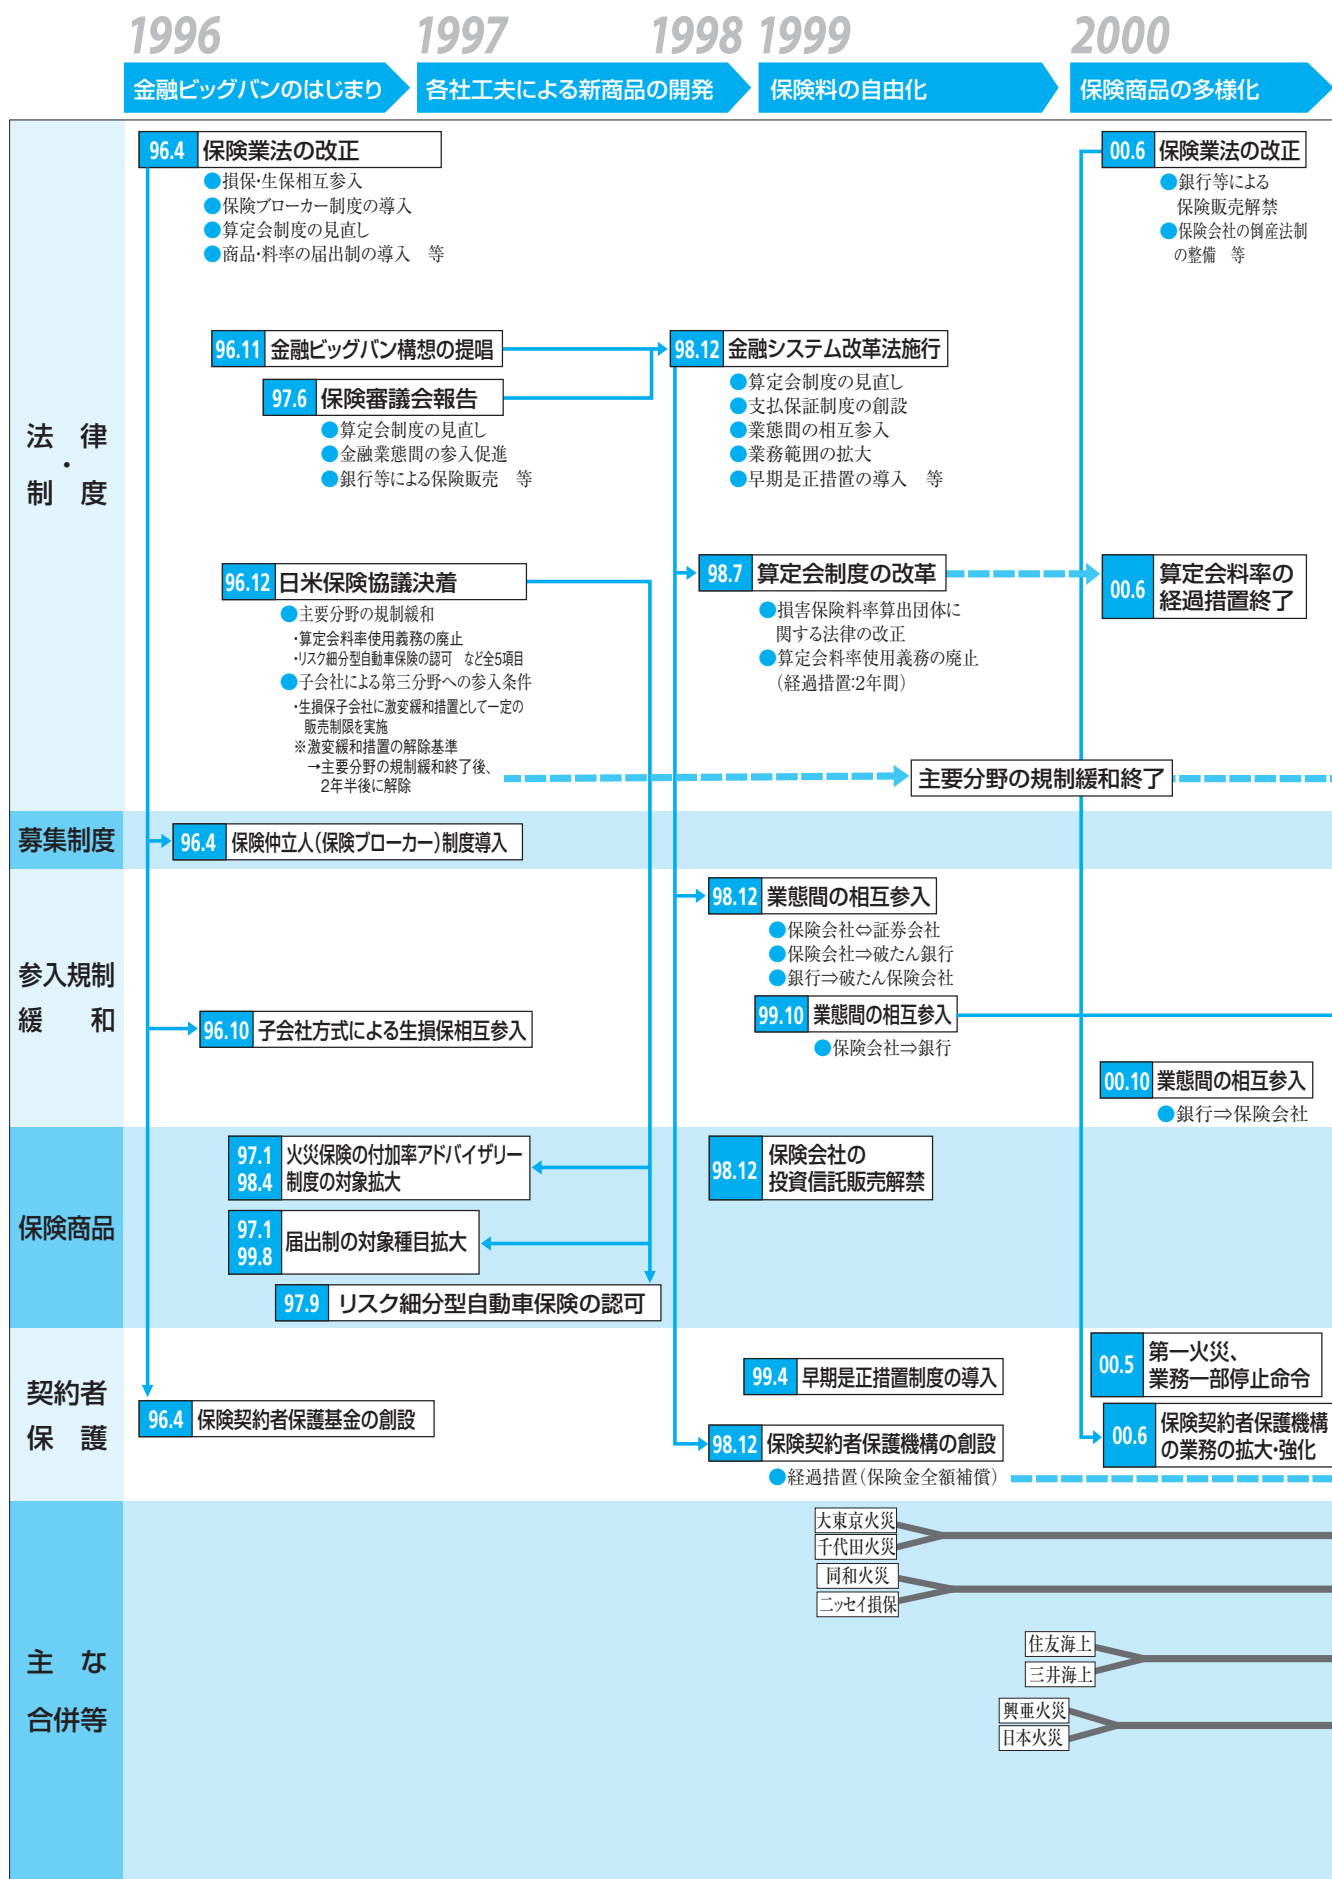 1996
1997
1998
1999
2000
金融ビッグバンのはじまり
各社工夫による新商品の開発
保険料の自由化
保険商品の多様化
法　律
・
制　度
96.4 保険業法の改正
●損保・生保相互参入
●保険ブローカー制度の導入
●算定会制度の見直し
●商品・料率の届出制の導入　等
00.6 保険業法の改正
●銀行等による
保険販売解禁
●保険会社の倒産法制
の整備　等
96.11 金融ビッグバン構想の提唱
97.6 保険審議会報告
●算定会制度の見直し
●金融業態間の参入促進
●銀行等による保険販売　等
98.12 金融システム改革法施行
●算定会制度の見直し
●支払保証制度の創設
●業態間の相互参入
●業務範囲の拡大
●早期是正措置の導入　等
96.12 日米保険協議決着
●主要分野の規制緩和
・算定会料率使用義務の廃止
・リスク細分型自動車保険の認可　など全5項目
●子会社による第三分野への参入条件
・生損保子会社に激変緩和措置として一定の
販売制限を実施
※激変緩和措置の解除基準
→主要分野の規制緩和終了後、
2年半後に解除
98.7 算定会制度の改革
●損害保険料率算出団体に
関する法律の改正
●算定会料率使用義務の廃止
（経過措置:2年間）
00.6
算定会料率の
経過措置終了
主要分野の規制緩和終了
募集制度
96.4 保険仲立人（保険ブローカー）制度導入
参入規制
緩　和
98.12 業態間の相互参入
●保険会社⇔証券会社
●保険会社⇒破たん銀行
●銀行⇒破たん保険会社
96.10 子会社方式による生損保相互参入
99.10 業態間の相互参入
●保険会社⇒銀行
00.10 業態間の相互参入
●銀行⇒保険会社
保険商品
97.1
98.4
火災保険の付加率アドバイザリー
制度の対象拡大
98.12
保険会社の
投資信託販売解禁
97.1
99.8
届出制の対象種目拡大
97.9 リスク細分型自動車保険の認可
契約者
保　護
96.4 保険契約者保護基金の創設
99.4 早期是正措置制度の導入
98.12 保険契約者保護機構の創設
●経過措置（保険金全額補償）
00.5
第一火災、
業務一部停止命令
00.6
保険契約者保護機構
の業務の拡大・強化
主　な
合併等
大東京火災
千代田火災
同和火災
ニッセイ損保
住友海上
三井海上
興亜火災
日本火災